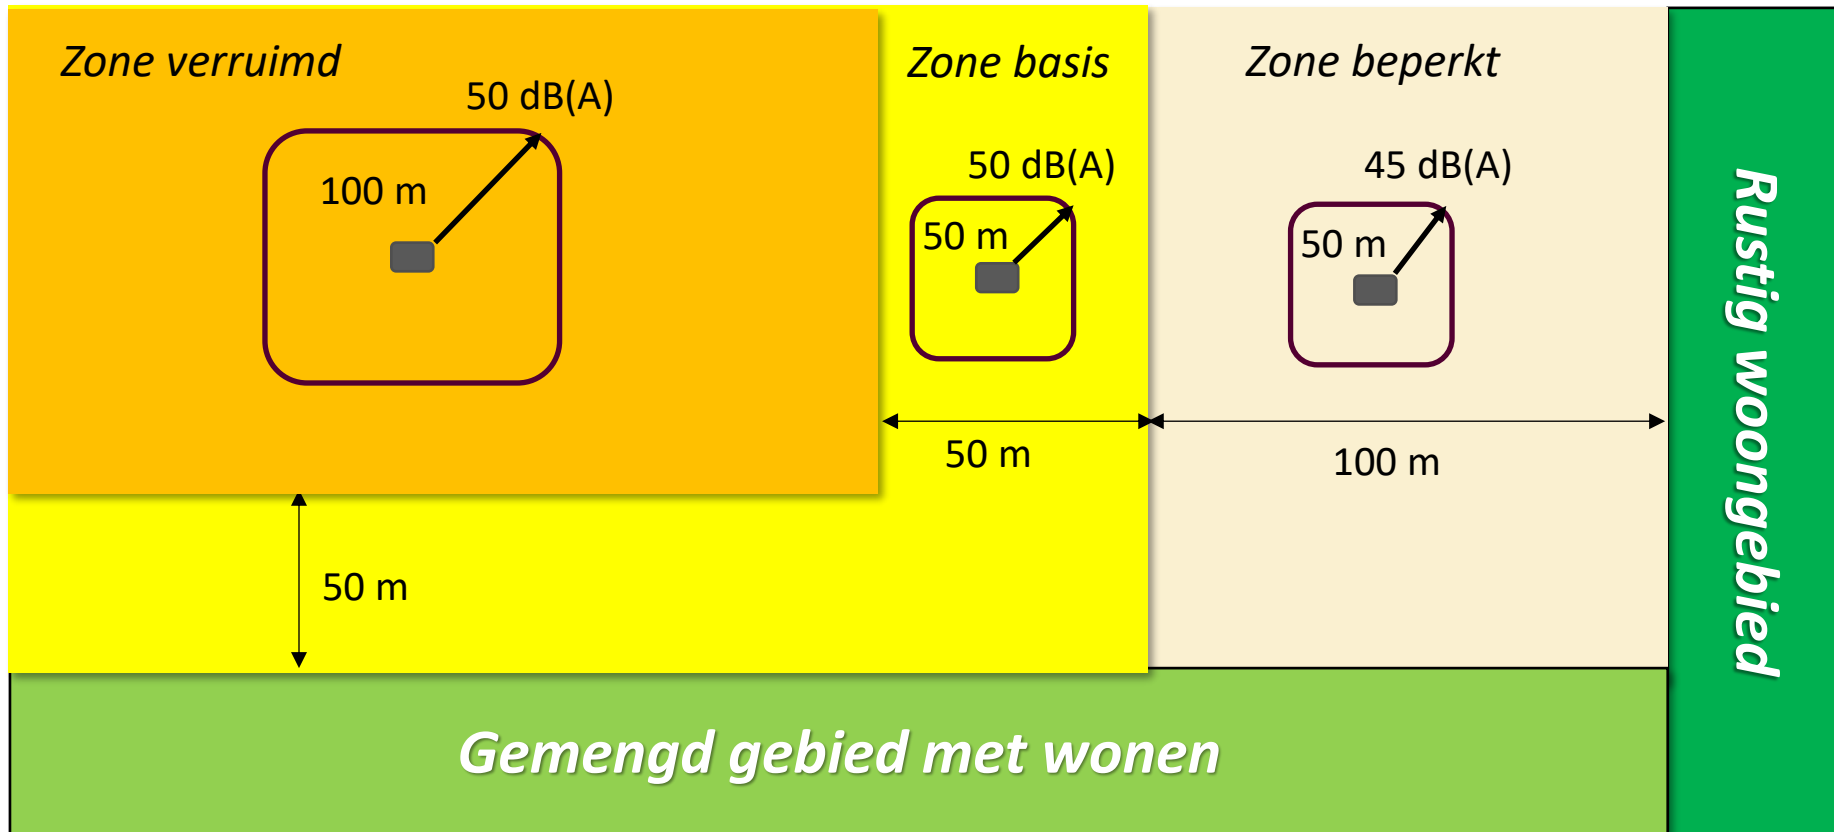 Zone verruimd
50 dB(A)
100 m
Zone basis
50 dB(A)
50 m
Zone beperkt
45 dB(A)
50 m
50 m
100 m
50 m
Rustig woongebied
Gemengd gebied met wonen